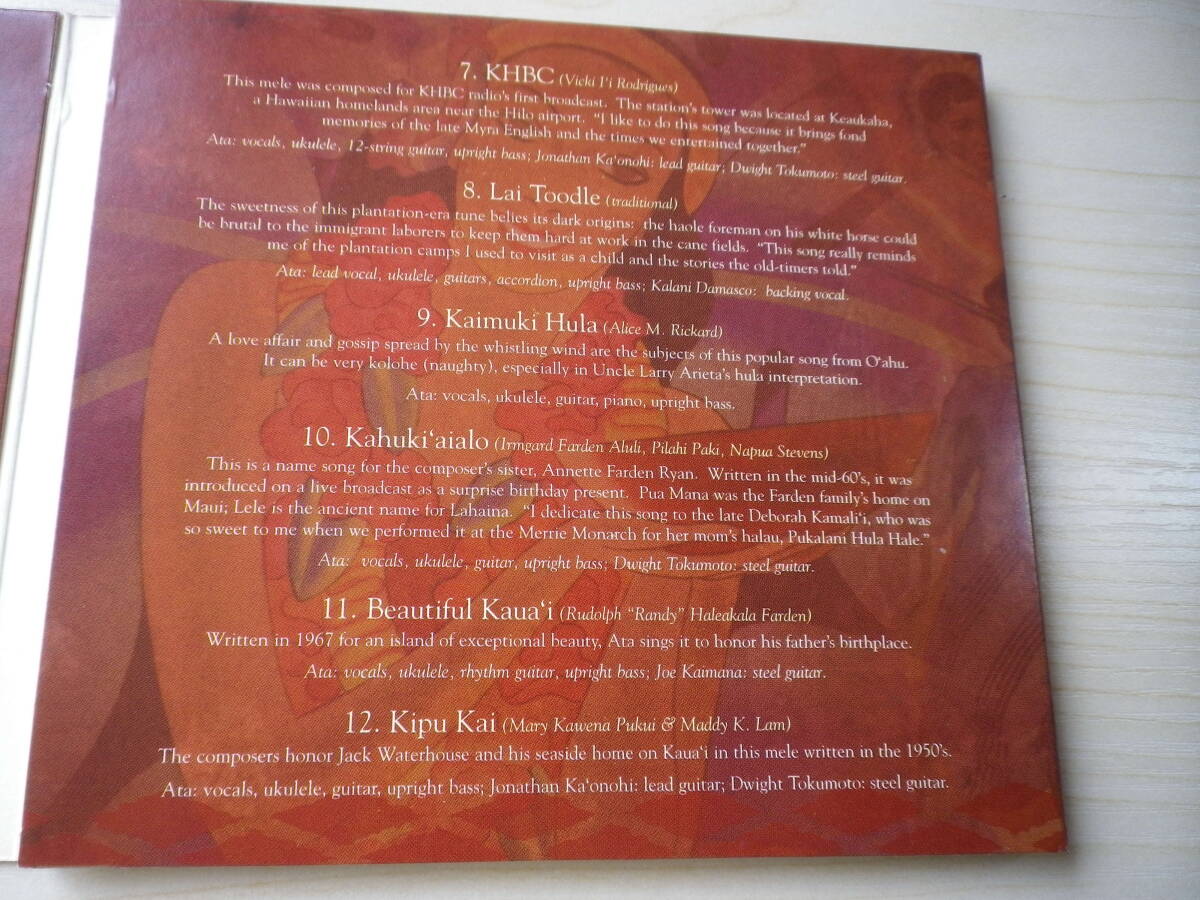 7. KHBC (Vicki I‘i Rodrigues)
This mele was composed for KHBC radio's first broadcast. The station's tower was located at Keaukaha,
a Hawaiian homelands area near the Hilo airport. "I like to do this song because it brings fond
memories of the late Myra English and the times we entertained together."
Ata: vocals, ukulele, 12-string guitar, upright bass; Jonathan Ka‘onohi: lead guitar; Dwight Tokumoto: steel guitar.
8. Lai Toodle (traditional)
The sweetness of this plantation-era tune belies its dark origins: the haole foreman on his white horse could
be brutal to the immigrant laborers to keep them hard at work in the cane fields. "This song really reminds
me of the plantation camps I used to visit as a child and the stories the old-timers told."
Ata: lead vocal, ukulele, guitars, accordion, upright bass; Kalani Damasco: backing vocal.
9. Kaimuki Hula (Alice M. Rickard)
A love affair and gossip spread by the whistling wind are the subjects of this popular song from O‘ahu.
It can be very kolohe (naughty), especially in Uncle Larry Arieta's hula interpretation.
Ata: vocals, ukulele, guitar, piano, upright bass.
10. Kahuki‘aialo (Irmgard Farden Aluli, Pilahi Paki, Napua Stevens)
This is a name song for the composer's sister, Annette Farden Ryan. Written in the mid-60's, it was
introduced on a live broadcast as a surprise birthday present. Pua Mana was the Farden family's home on
Maui; Lele is the ancient name for Lahaina. "I dedicate this song to the late Deborah Kamali‘i, who was
so sweet to me when we performed it at the Merrie Monarch for her mom's halau, Pukalani Hula Hale."
Ata: vocals, ukulele, guitar, upright bass; Dwight Tokumoto: steel guitar.
11. Beautiful Kaua‘i (Rudolph "Randy" Haleakala Farden)
Written in 1967 for an island of exceptional beauty, Ata sings it to honor his father's birthplace.
Ata: vocals, ukulele, rhythm guitar, upright bass; Joe Kaimana: steel guitar.
12. Kipu Kai (Mary Kawena Pukui & Maddy K. Lam)
The composers honor Jack Waterhouse and his seaside home on Kaua‘i in this mele written in the 1950's.
Ata: vocals, ukulele, guitar, upright bass; Jonathan Ka‘onohi: lead guitar; Dwight Tokumoto: steel guitar.